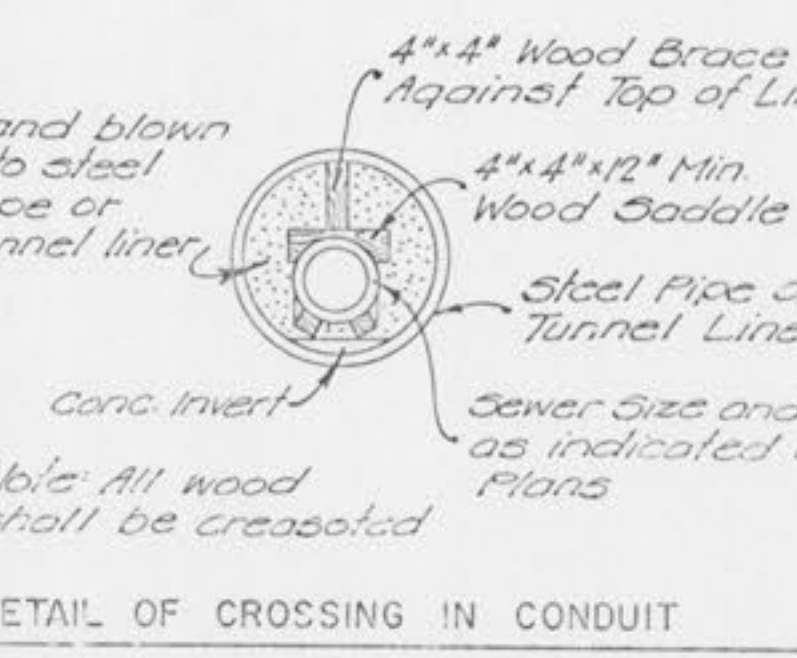 4"x4" Wood Brace
Against Top of Li
and blown
to steel
pe or
nnel liner
4"x4"x12" Min.
Wood Saddle
Steel Pipe o
Tunnel Line
Conc. Invert
Sewer Size and
as indicated
Plans
ote: All wood
shall be creasoted
ETAIL OF CROSSING IN CONDUIT